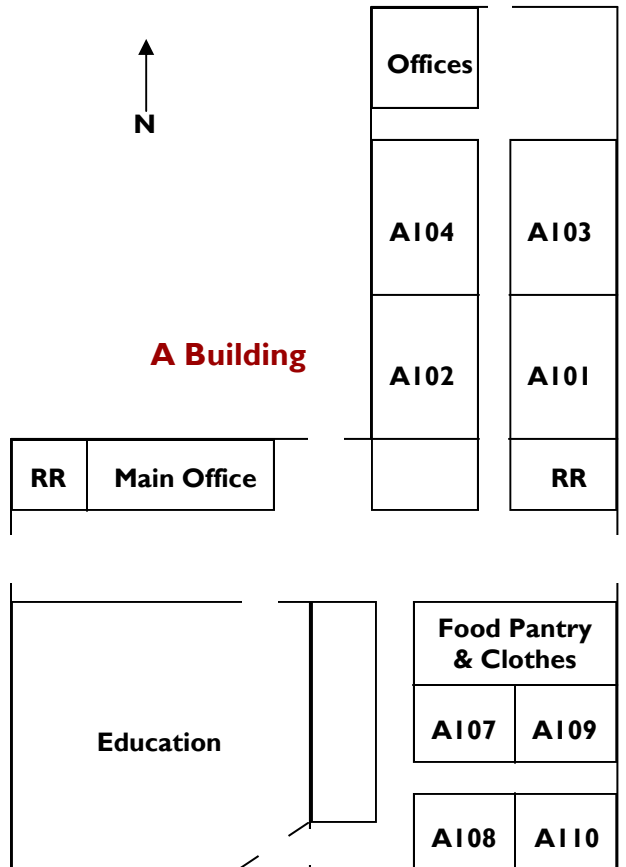 Offices
N
A104
A103
A Building
A102
A101
RR
Main Office
RR
Food Pantry
& Clothes
Education
A107
A109
A108
A110